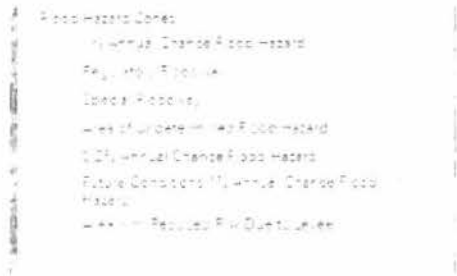 Flood Hazard Zones
1% Annual Chance Flood Hazard
Regulatory Floodway
Special Floodway
Area of Undetermined Flood Hazard
0.2% Annual Chance Flood Hazard
Future Conditions 1% Annual Chance Flood
Hazard
Area with Reduced Risk Due to Levee